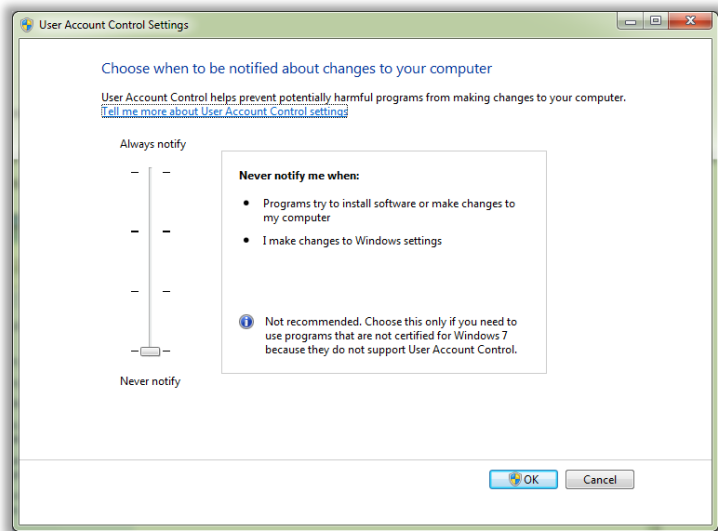 User Account Control Settings
Choose when to be notified about changes to your computer
User Account Control helps prevent potentially harmful programs from making changes to your computer.
Tell me more about User Account Control settings
Always notify
Never notify me when:
• Programs try to install software or make changes to
my computer
• I make changes to Windows settings
Not recommended. Choose this only if you need to
use programs that are not certified for Windows 7
because they do not support User Account Control.
Never notify
OK
Cancel